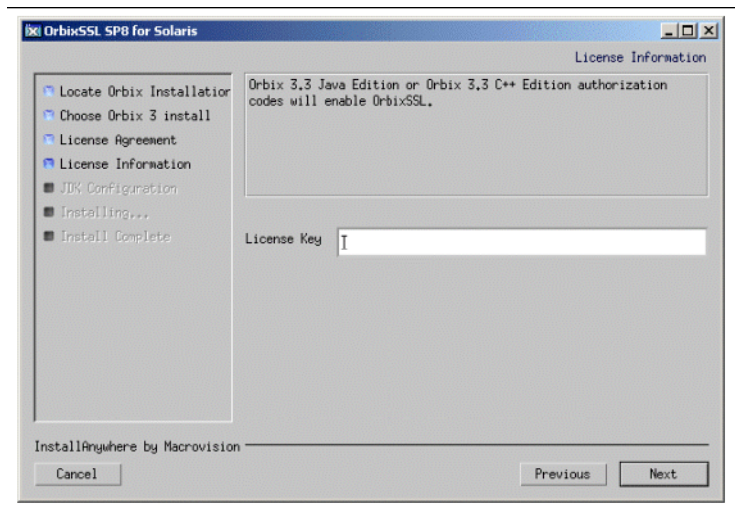 OrbixSSL SP8 for Solaris
License Information
Locate Orbix Installation
Choose Orbix 3 install
License Agreement
License Information
JDK Configuration
Installing...
Install Complete
Orbix 3.3 Java Edition or Orbix 3.3 C++ Edition authorization
codes will enable OrbixSSL.
License Key
InstallAnywhere by Macrovision
Cancel
Previous
Next